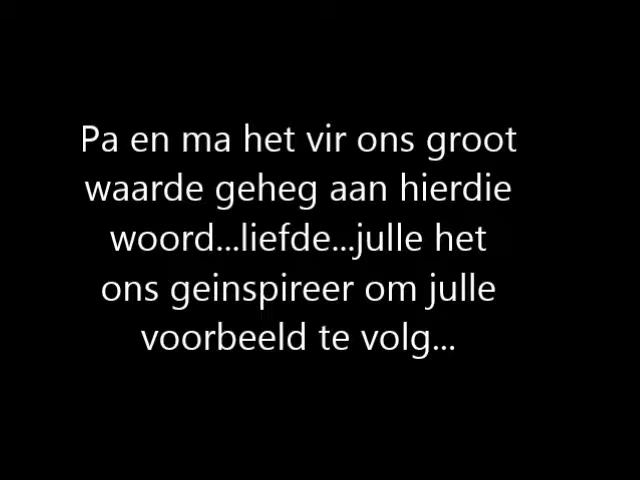 Pa en ma het vir ons groot
waarde geheg aan hierdie
woord...liefde...julle het
ons geinspireer om julle
voorbeeld te volg...